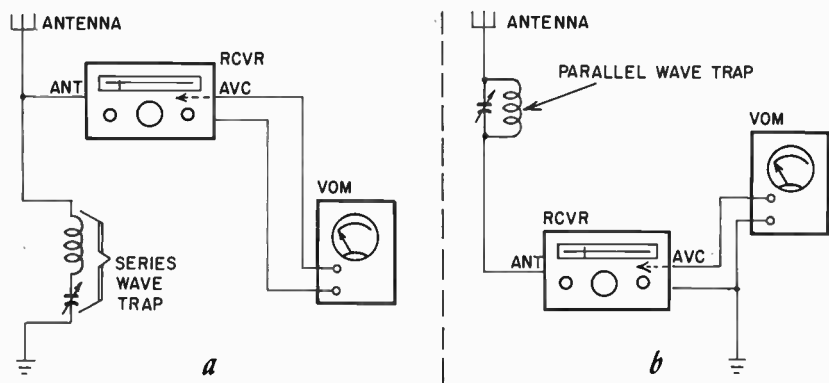 ANTENNA
RCVR
ANT
AVC
VOM
SERIES
WAVE
TRAP
a
ANTENNA
PARALLEL WAVE TRAP
VOM
RCVR
ANT
AVC
b